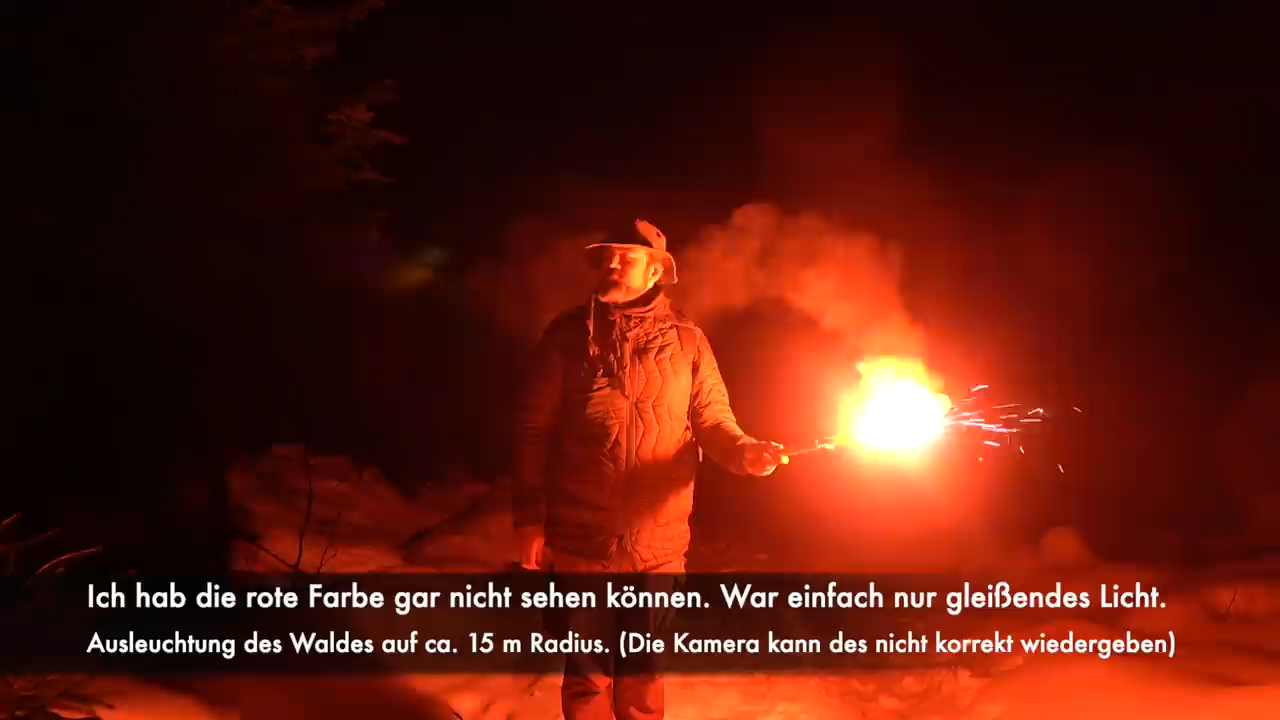 Ich hab die rote Farbe gar nicht sehen können. War einfach nur gleißendes Licht.
Ausleuchtung des Waldes auf ca. 15 m Radius. (Die Kamera kann des nicht korrekt wiedergeben)